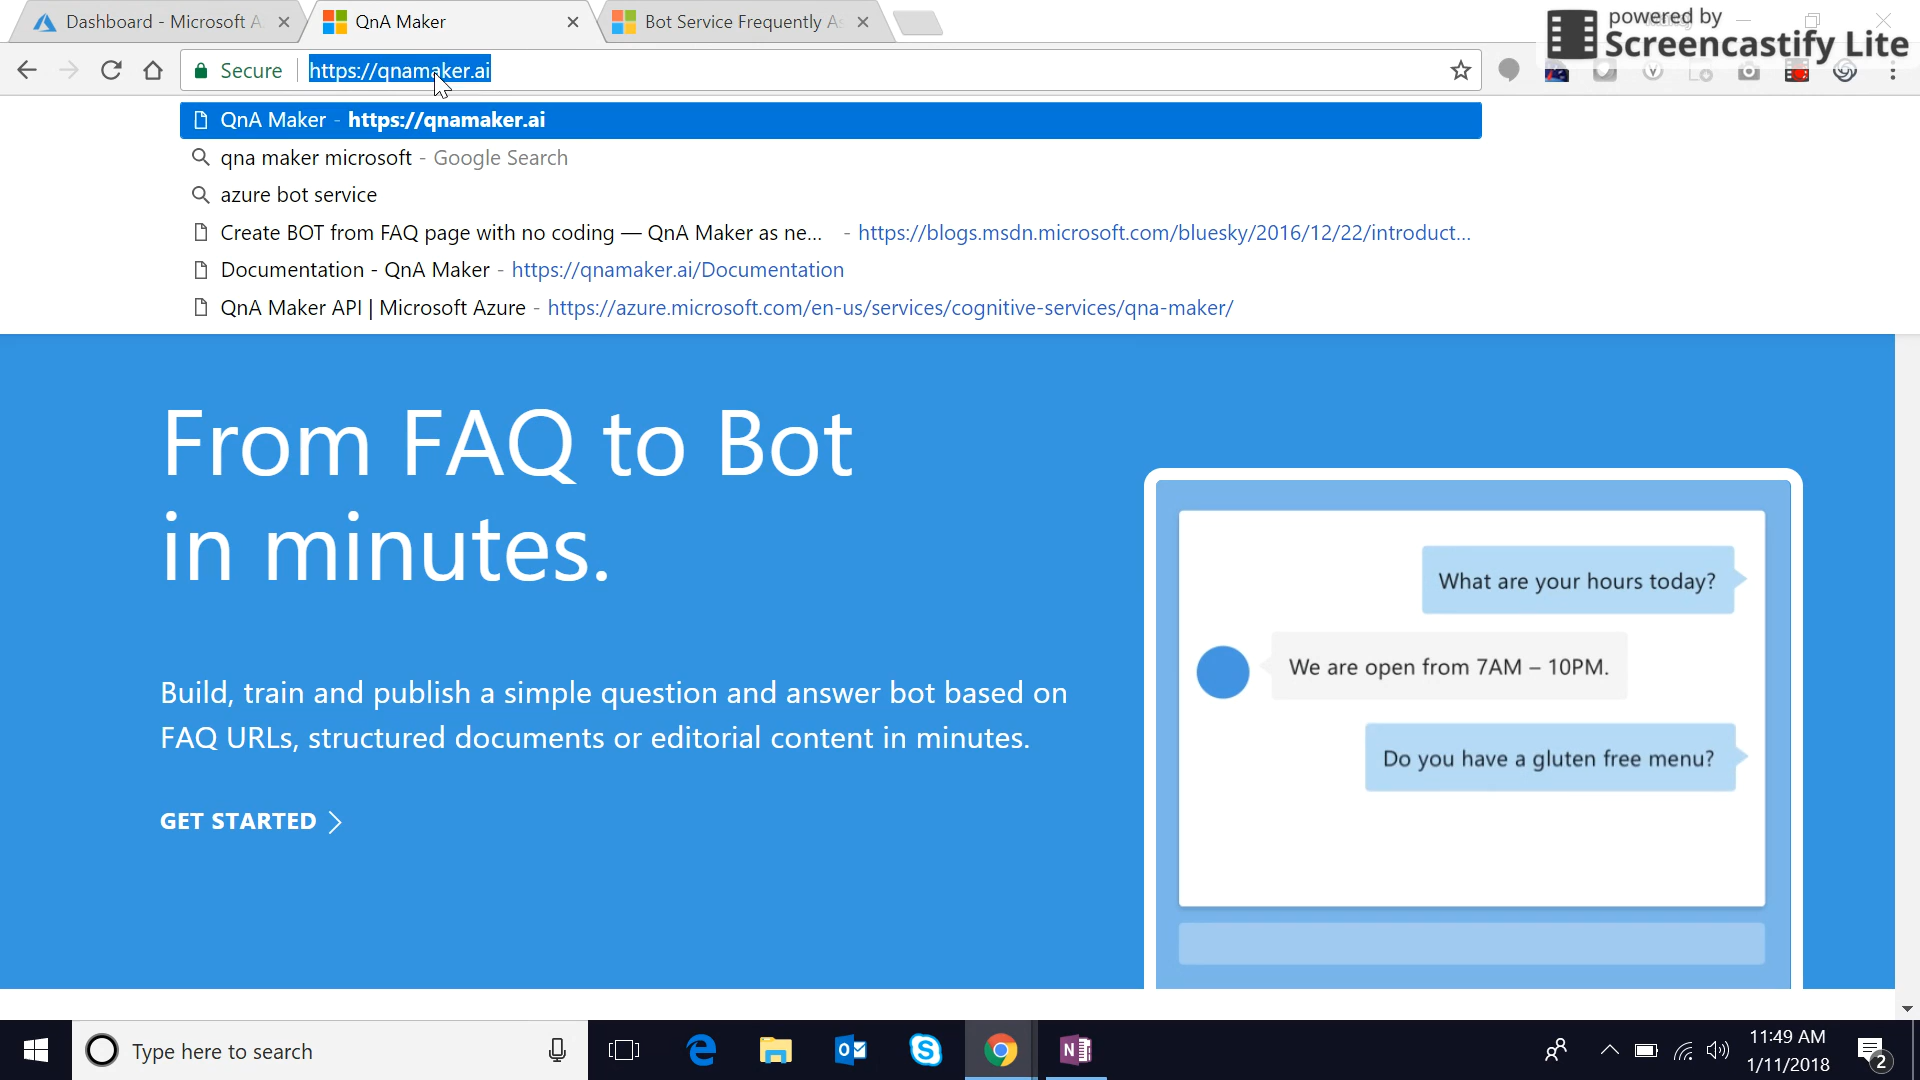 Dashboard - Microsoft A
QnA Maker
Bot Service Frequently As
powered by
Screencastify Lite
Secure
https://qnamaker.ai
QnA Maker - https://qnamaker.ai
qna maker microsoft - Google Search
azure bot service
Create BOT from FAQ page with no coding — QnA Maker as ne... - https://blogs.msdn.microsoft.com/bluesky/2016/12/22/introduct...
Documentation - QnA Maker - https://qnamaker.ai/Documentation
QnA Maker API | Microsoft Azure - https://azure.microsoft.com/en-us/services/cognitive-services/qna-maker/
From FAQ to Bot
in minutes.
Build, train and publish a simple question and answer bot based on
FAQ URLs, structured documents or editorial content in minutes.
GET STARTED
What are your hours today?
We are open from 7AM – 10PM.
Do you have a gluten free menu?
Type here to search
11:49 AM
1/11/2018
2